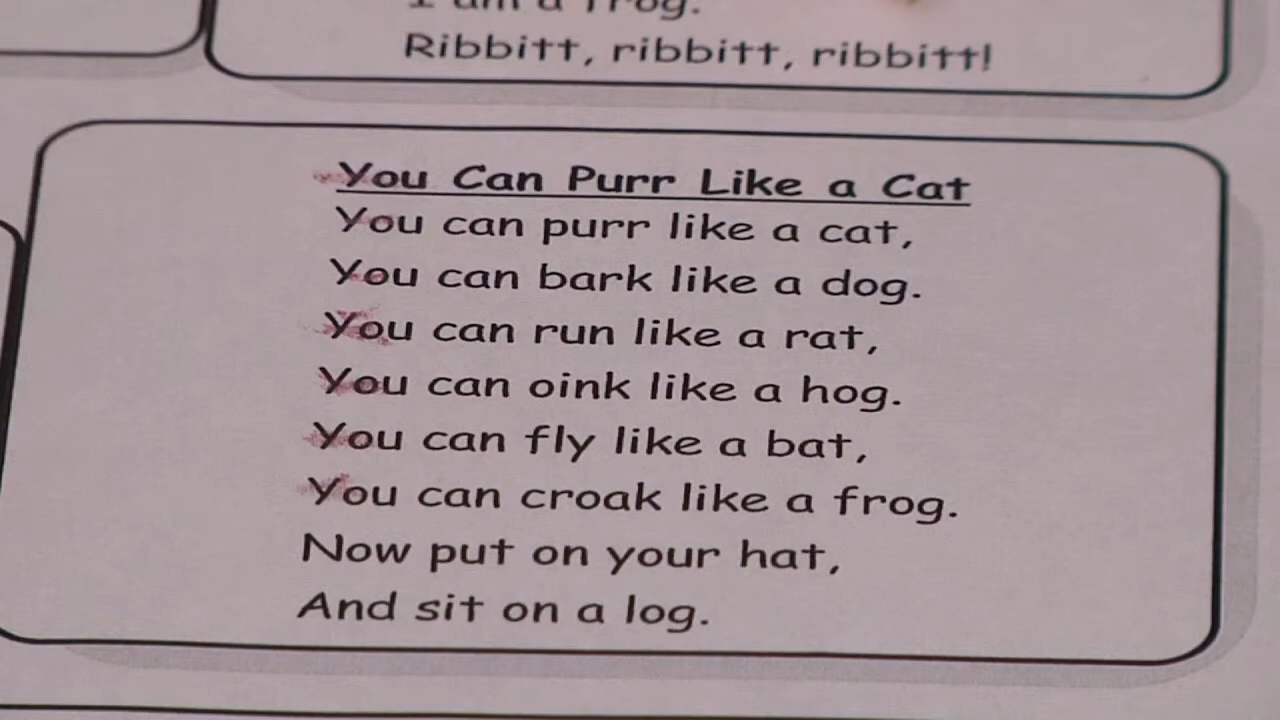 I am a frog.
Ribbitt, ribbitt, ribbitt!
You Can Purr Like a Cat
You can purr like a cat,
You can bark like a dog.
You can run like a rat,
You can oink like a hog.
You can fly like a bat,
You can croak like a frog.
Now put on your hat,
And sit on a log.